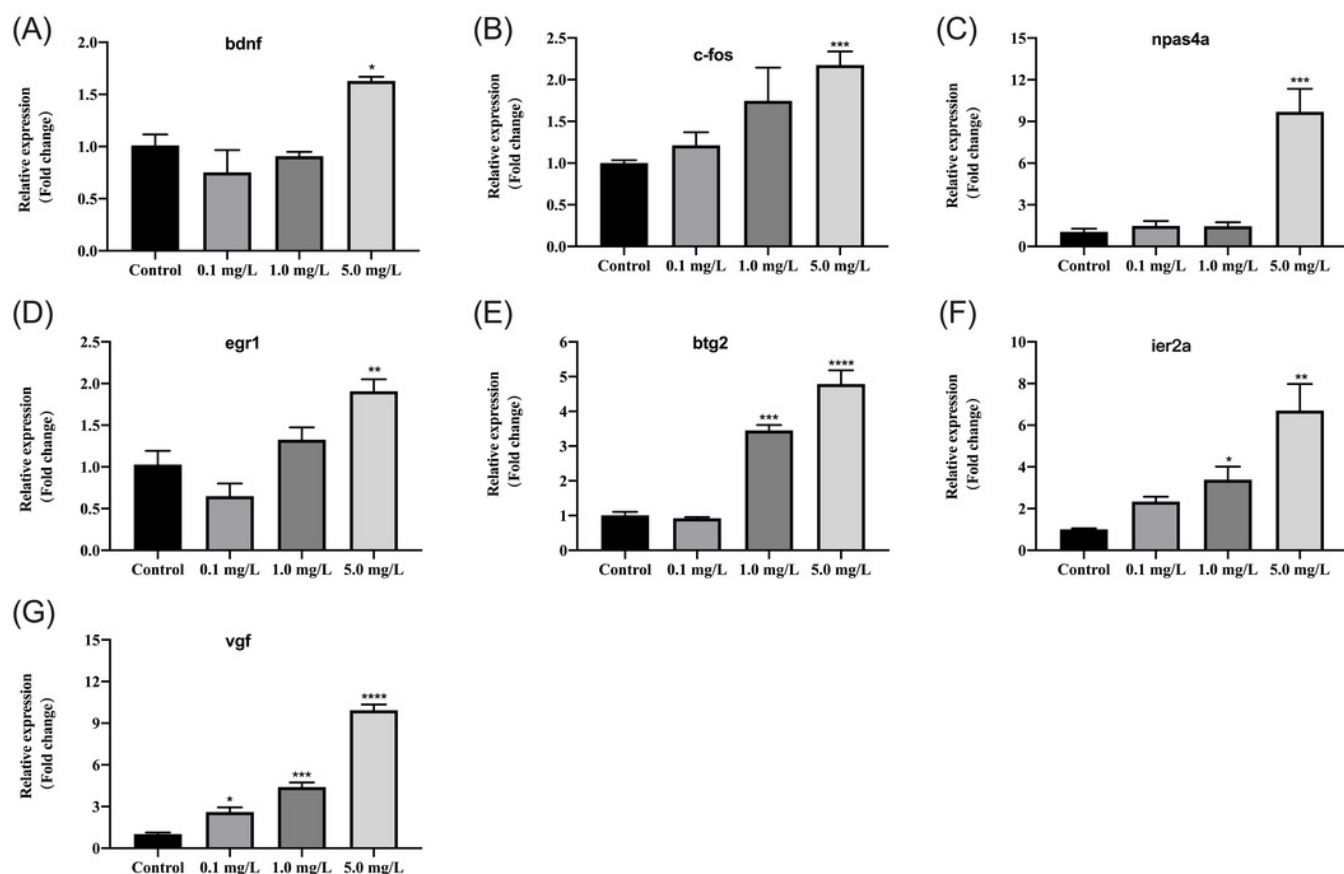 (A)
bdnf
Relative expression
(Fold change)
2.0
*
1.5
1.0
0.5
0.0
Control 0.1 mg/L 1.0 mg/L 5.0 mg/L
(B)
c-fos
Relative expression
(Fold change)
2.5
***
2.0
1.5
1.0
0.5
0.0
Control 0.1 mg/L 1.0 mg/L 5.0 mg/L
(C)
npas4a
Relative expression
(Fold change)
15
***
12
9
6
3
0
Control 0.1 mg/L 1.0 mg/L 5.0 mg/L
(D)
egr1
Relative expression
(Fold change)
2.5
**
2.0
1.5
1.0
0.5
0.0
Control 0.1 mg/L 1.0 mg/L 5.0 mg/L
(E)
btg2
Relative expression
(Fold change)
6
****
5
***
4
3
2
1
0
Control 0.1 mg/L 1.0 mg/L 5.0 mg/L
(F)
ier2a
Relative expression
(Fold change)
10
**
8
6
*
4
2
0
Control 0.1 mg/L 1.0 mg/L 5.0 mg/L
(G)
vgf
Relative expression
(Fold change)
15
12
****
9
6
***
*
3
0
Control 0.1 mg/L 1.0 mg/L 5.0 mg/L